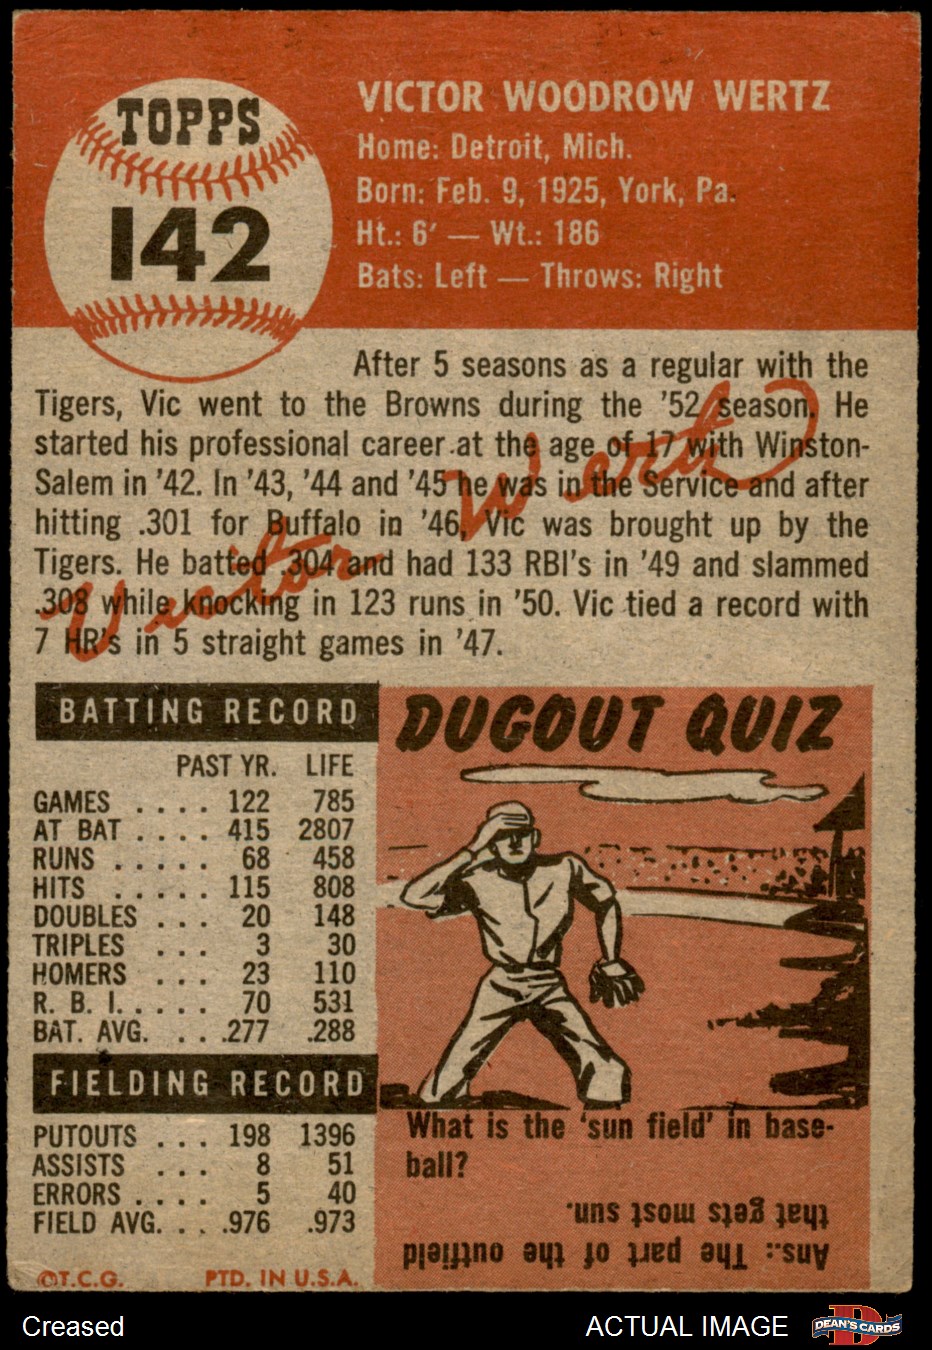 TOPPS
142
VICTOR WOODROW WERTZ
Home: Detroit, Mich.
Born: Feb. 9, 1925, York, Pa.
Ht.: 6' — Wt.: 186
Bats: Left — Throws: Right
After 5 seasons as a regular with the
Tigers, Vic went to the Browns during the '52 season. He
started his professional career at the age of 17 with Winston-
Salem in '42. In '43, '44 and '45 he was in the Service and after
hitting .301 for Buffalo in '46, Vic was brought up by the
Tigers. He batted .304 and had 133 RBI's in '49 and slammed
.308 while knocking in 123 runs in '50. Vic tied a record with
7 HR's in 5 straight games in '47.
Victor Wertz
BATTING RECORD
PAST YR. LIFE
GAMES . . . . 122 785
AT BAT . . . . 415 2807
RUNS . . . . . 68 458
HITS . . . . . 115 808
DOUBLES . . . 20 148
TRIPLES . . . 3 30
HOMERS . . . 23 110
R. B. I. . . . . 70 531
BAT. AVG. . . .277 .288
FIELDING RECORD
PUTOUTS . . . 198 1396
ASSISTS . . . 8 51
ERRORS . . . . 5 40
FIELD AVG. . . .976 .973
©T.C.G. PTD. IN U.S.A.
DUGOUT QUIZ
What is the 'sun field' in base-
ball?
Ans.: The part of the outfield
that gets most sun.
Creased
ACTUAL IMAGE
DEAN'S CARDS